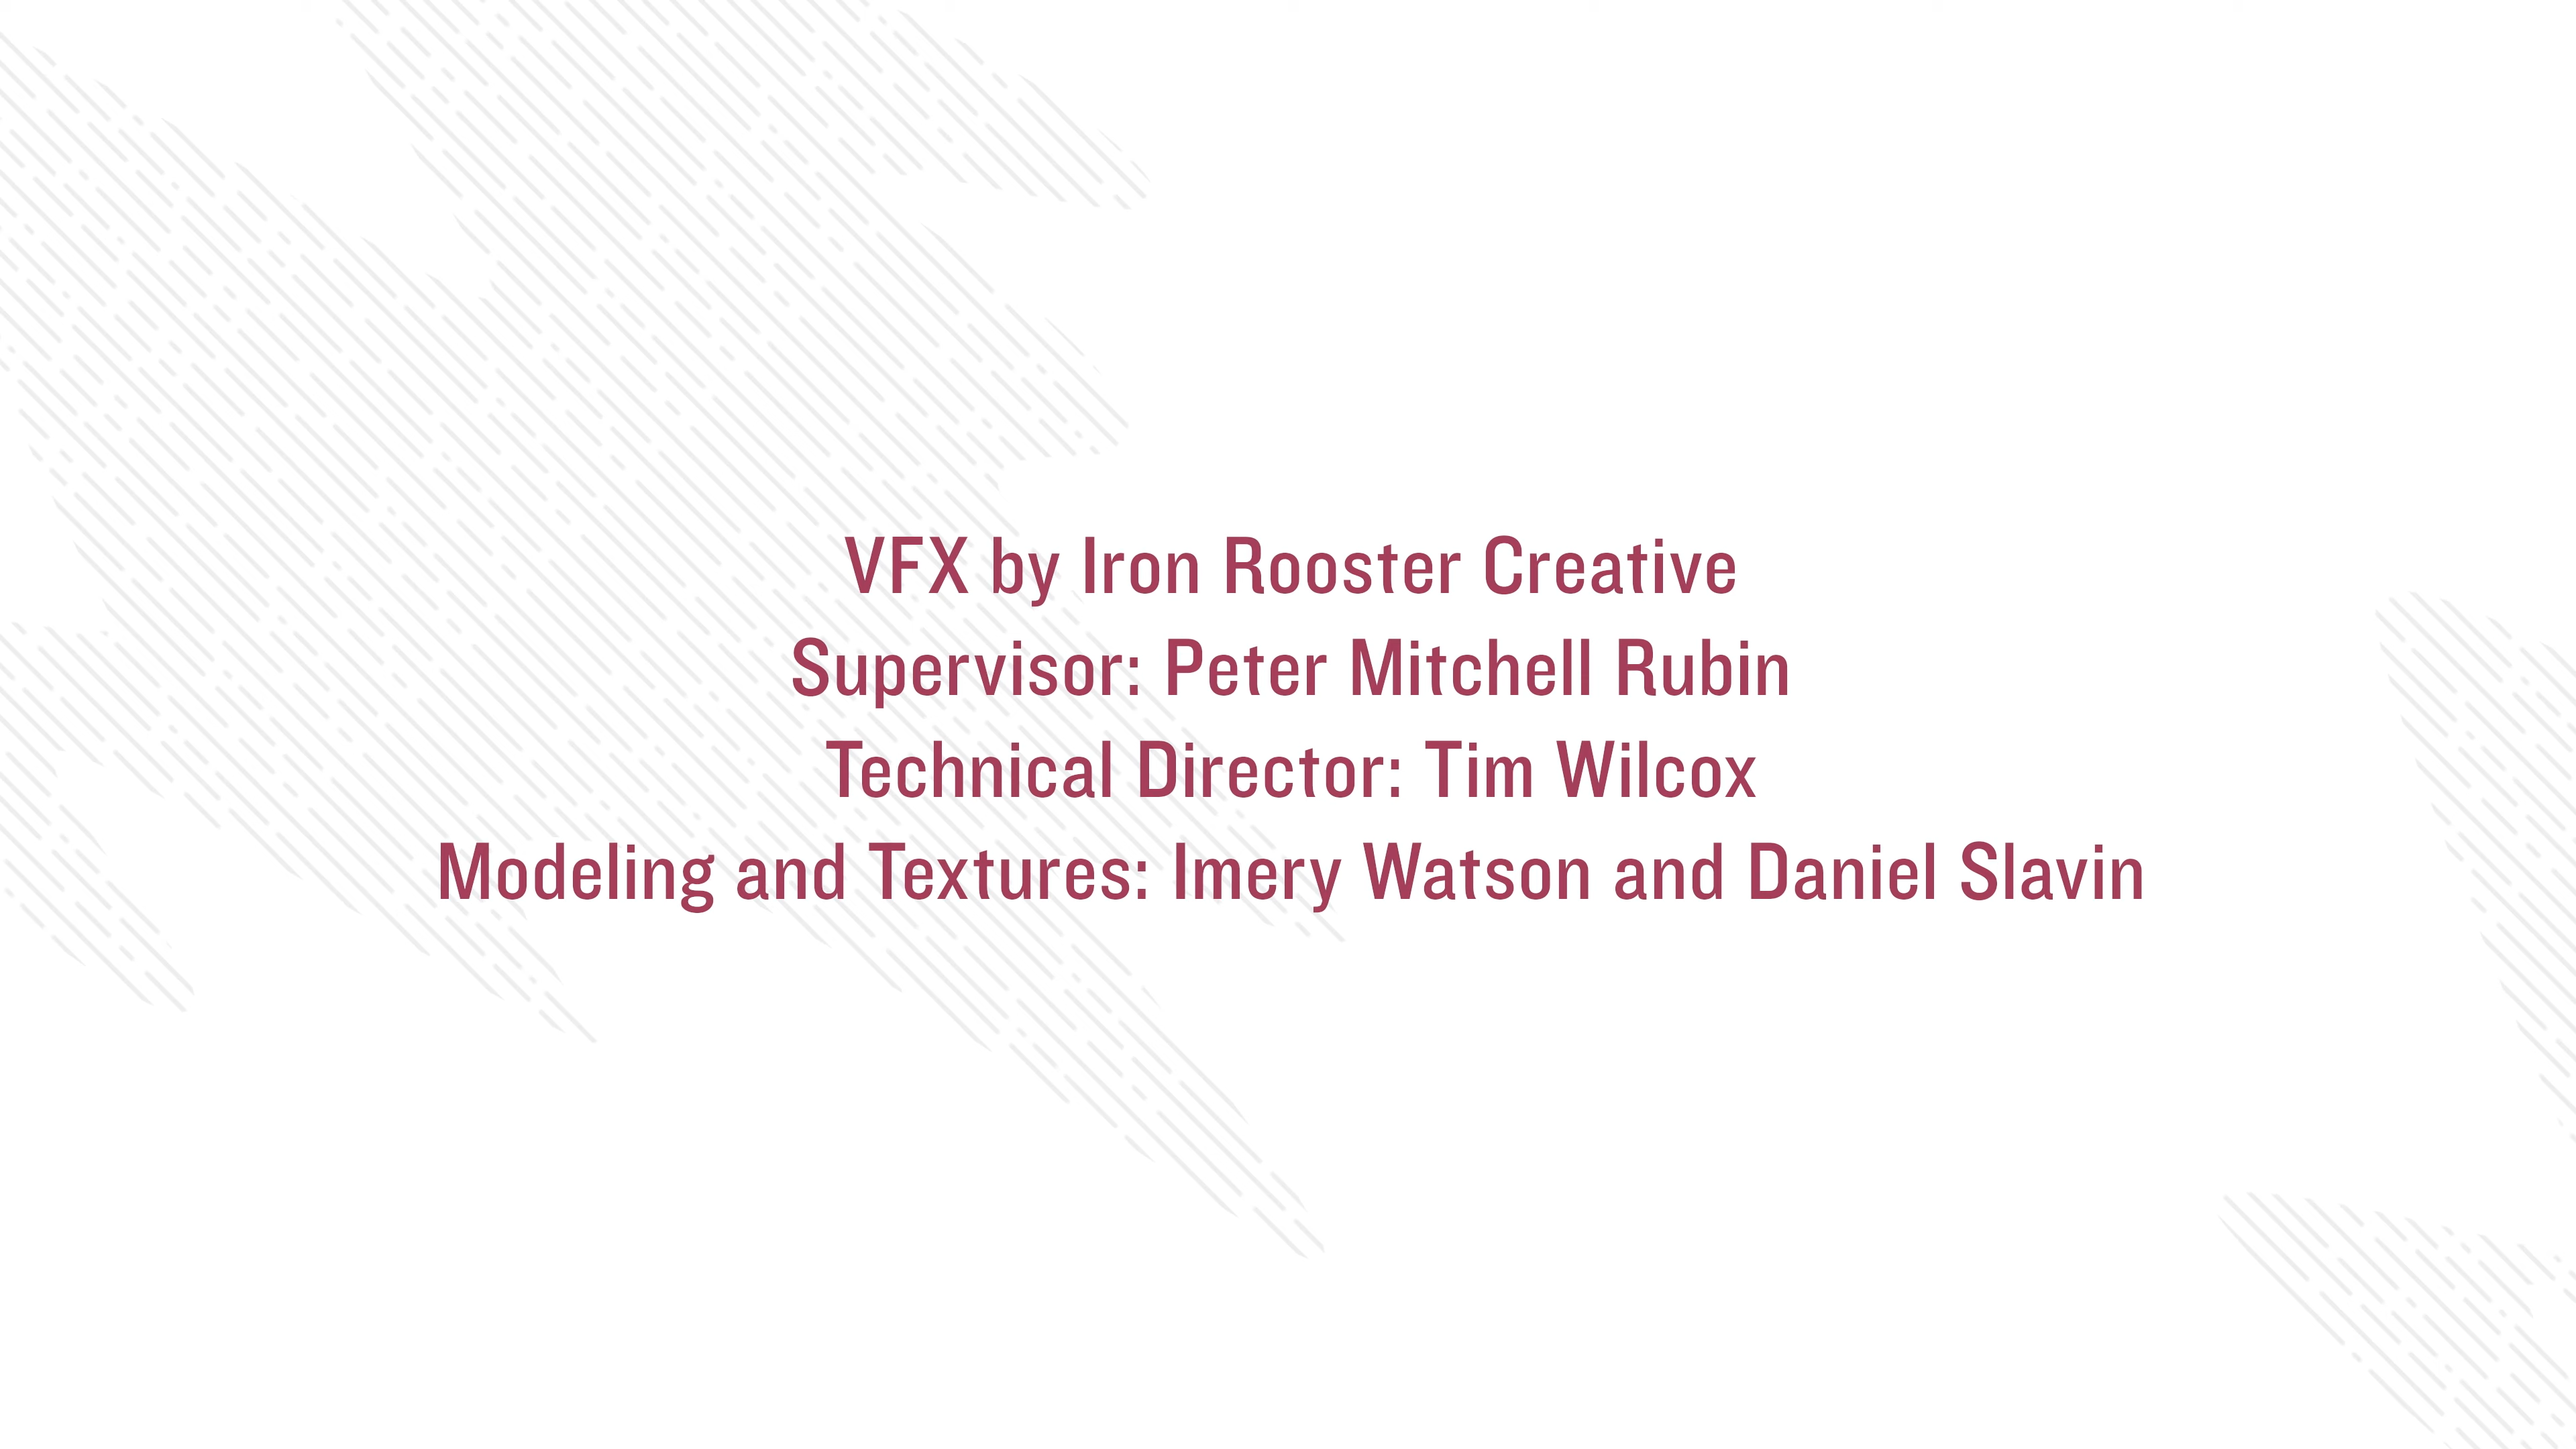 VFX by Iron Rooster Creative
Supervisor: Peter Mitchell Rubin
Technical Director: Tim Wilcox
Modeling and Textures: Imery Watson and Daniel Slavin